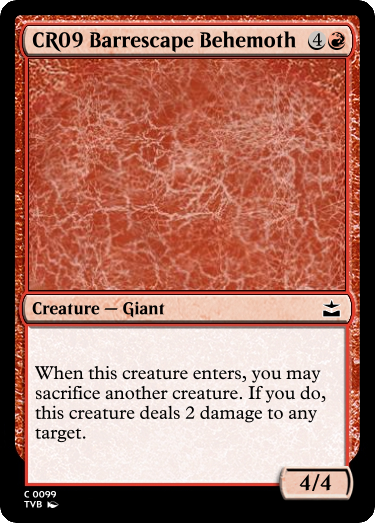 CR09 Barrescape Behemoth 4
Creature — Giant
When this creature enters, you may
sacrifice another creature. If you do,
this creature deals 2 damage to any
target.
4/4
C 0099
TVB